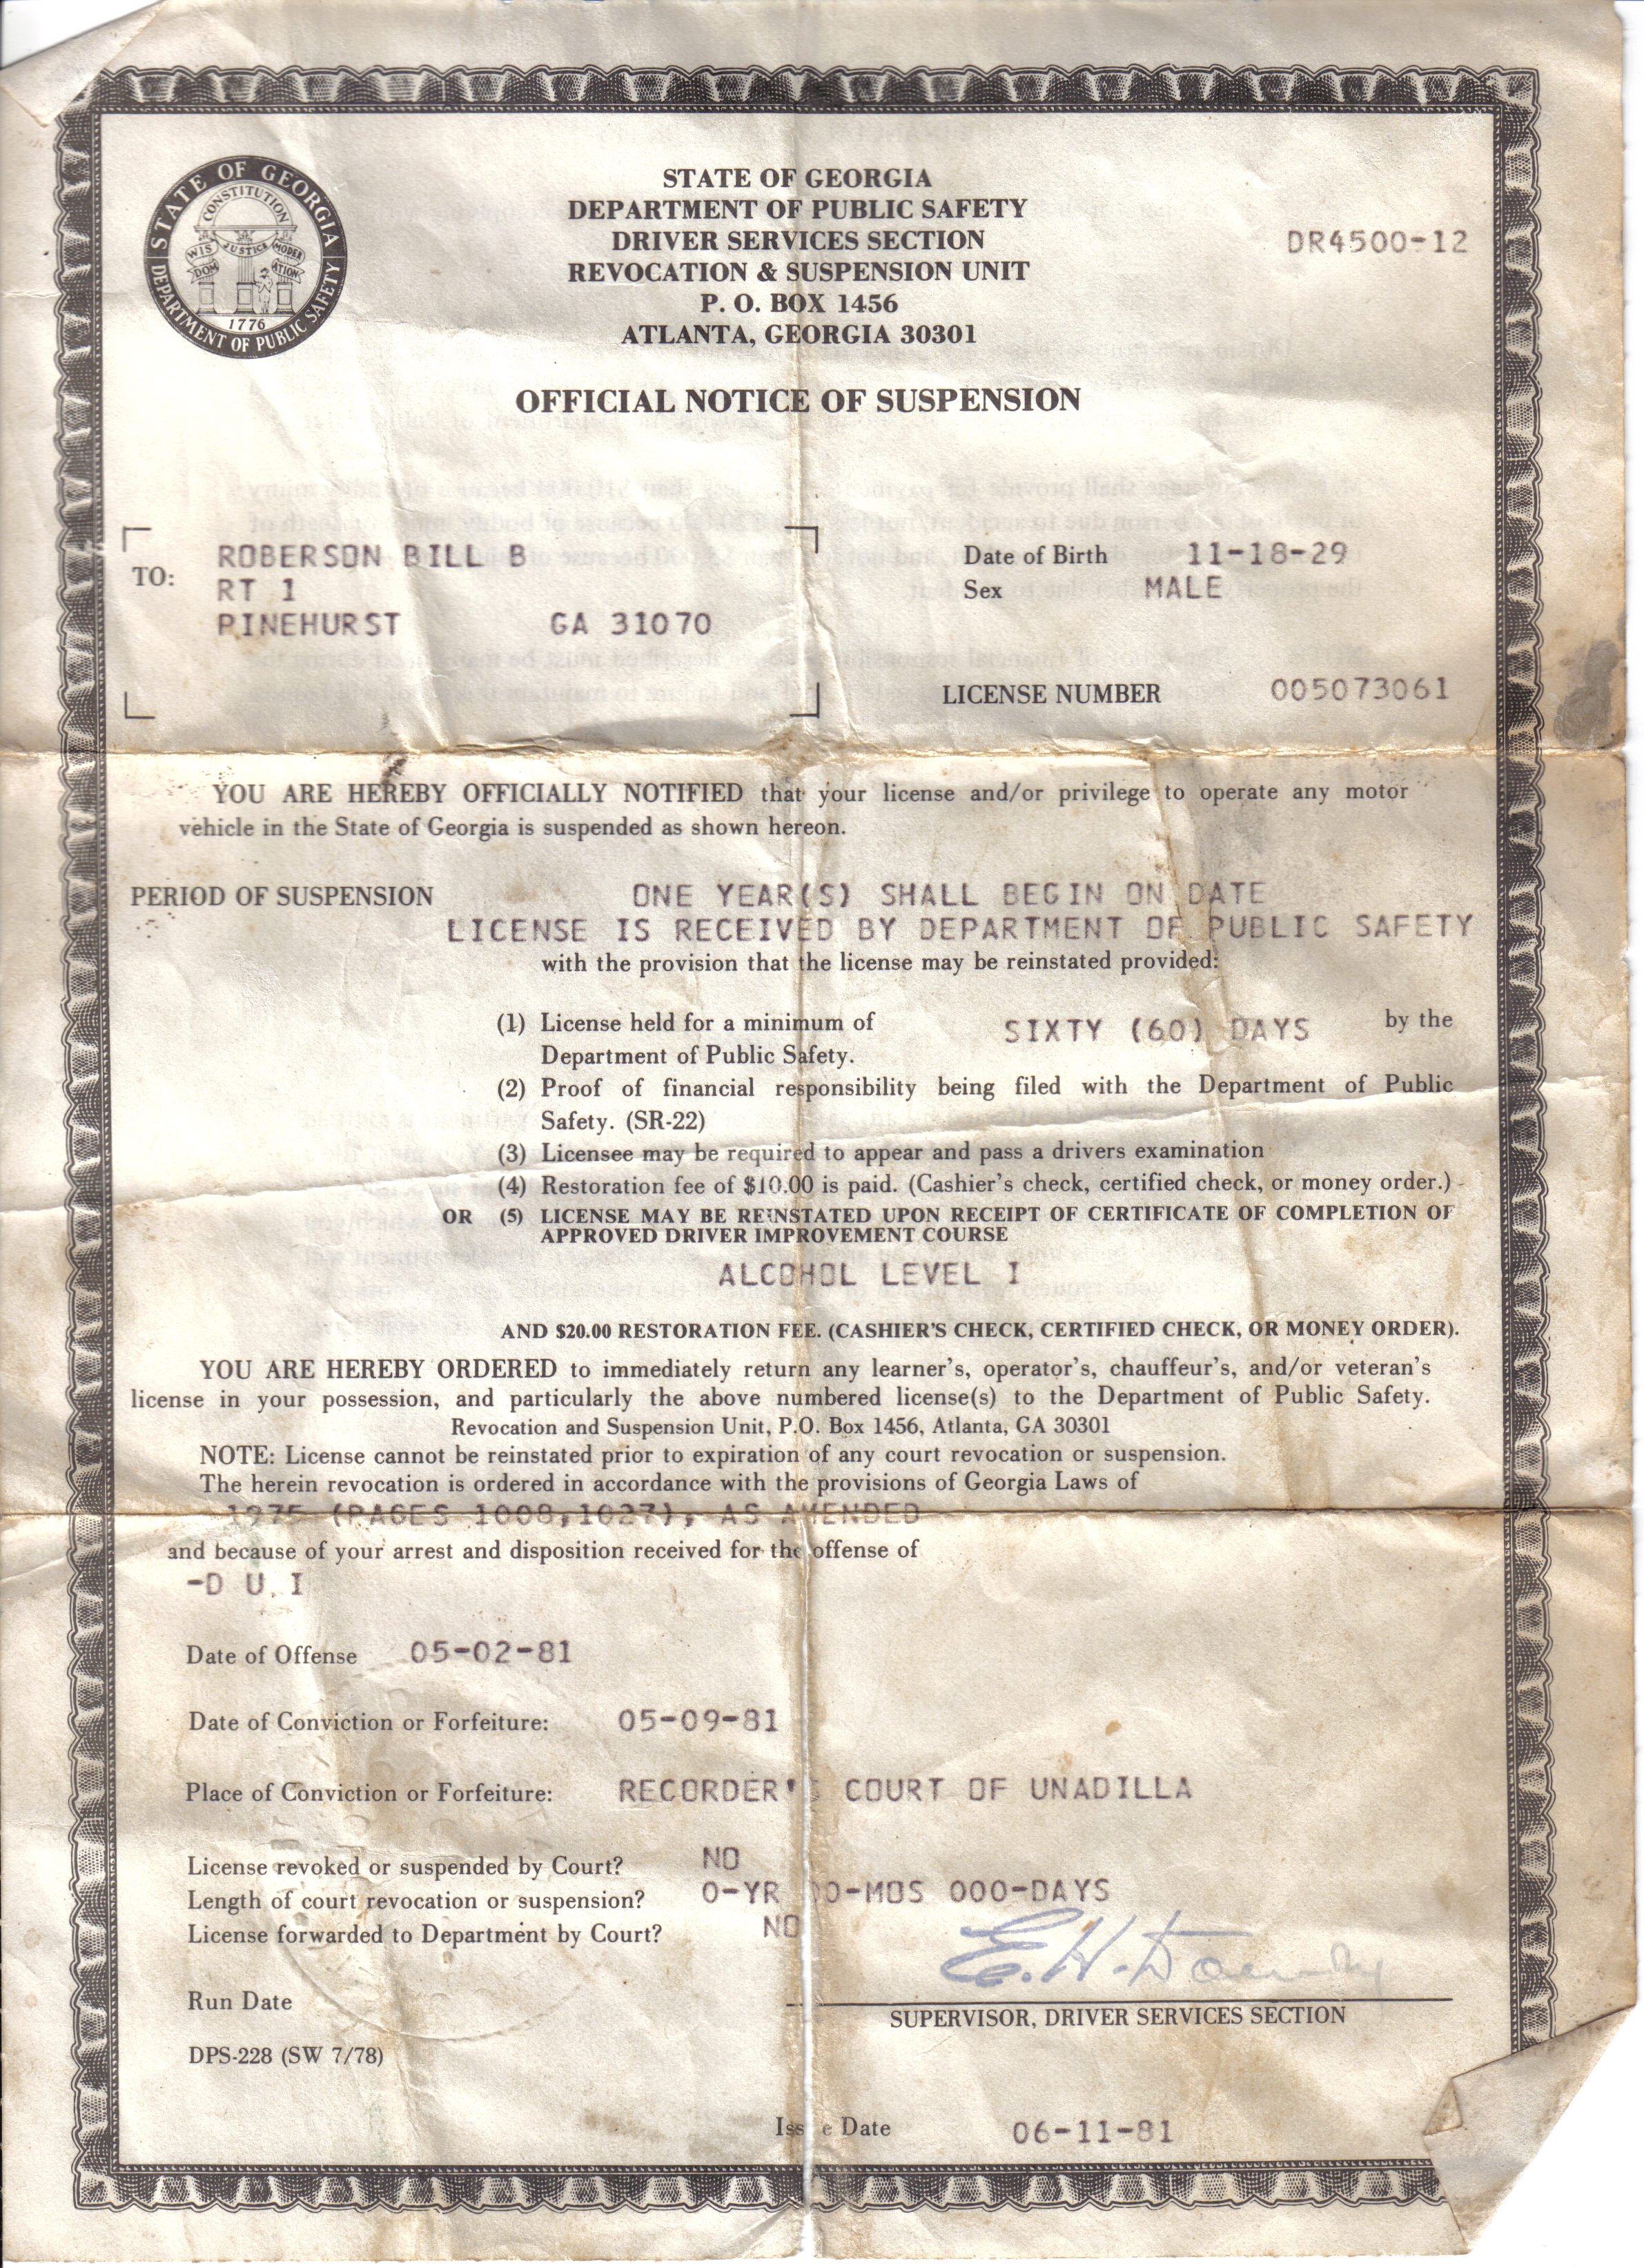 STATE OF GEORGIA
DEPARTMENT OF PUBLIC SAFETY
CONSTITUTION
WISDOM JUSTICE MODERATION
1776
STATE OF GEORGIA
DEPARTMENT OF PUBLIC SAFETY
DRIVER SERVICES SECTION
REVOCATION & SUSPENSION UNIT
P. O. BOX 1456
ATLANTA, GEORGIA 30301
DR4500-12
OFFICIAL NOTICE OF SUSPENSION
TO:
ROBERSON BILL B
RT 1
PINEHURST GA 31070
Date of Birth 11-18-29
Sex MALE
LICENSE NUMBER 005073061
YOU ARE HEREBY OFFICIALLY NOTIFIED that your license and/or privilege to operate any motor
vehicle in the State of Georgia is suspended as shown hereon.
PERIOD OF SUSPENSION ONE YEAR(S) SHALL BEGIN ON DATE
LICENSE IS RECEIVED BY DEPARTMENT OF PUBLIC SAFETY
with the provision that the license may be reinstated provided:
(1) License held for a minimum of SIXTY (60) DAYS by the
Department of Public Safety.
(2) Proof of financial responsibility being filed with the Department of Public
Safety. (SR-22)
(3) Licensee may be required to appear and pass a drivers examination
(4) Restoration fee of $10.00 is paid. (Cashier's check, certified check, or money order.)
OR (5) LICENSE MAY BE REINSTATED UPON RECEIPT OF CERTIFICATE OF COMPLETION OF
APPROVED DRIVER IMPROVEMENT COURSE
ALCOHOL LEVEL I
AND $20.00 RESTORATION FEE. (CASHIER'S CHECK, CERTIFIED CHECK, OR MONEY ORDER).
YOU ARE HEREBY ORDERED to immediately return any learner's, operator's, chauffeur's, and/or veteran's
license in your possession, and particularly the above numbered license(s) to the Department of Public Safety.
Revocation and Suspension Unit, P.O. Box 1456, Atlanta, GA 30301
NOTE: License cannot be reinstated prior to expiration of any court revocation or suspension.
The herein revocation is ordered in accordance with the provisions of Georgia Laws of
1975 (PAGES 1008,1027), AS AMENDED
and because of your arrest and disposition received for the offense of
-D U I
Date of Offense 05-02-81
Date of Conviction or Forfeiture: 05-09-81
Place of Conviction or Forfeiture: RECORDER'S COURT OF UNADILLA
License revoked or suspended by Court? NO
Length of court revocation or suspension? 0-YR 00-MOS 000-DAYS
License forwarded to Department by Court? NO
E. H.
Run Date
SUPERVISOR, DRIVER SERVICES SECTION
DPS-228 (SW 7/78)
Issue Date 06-11-81